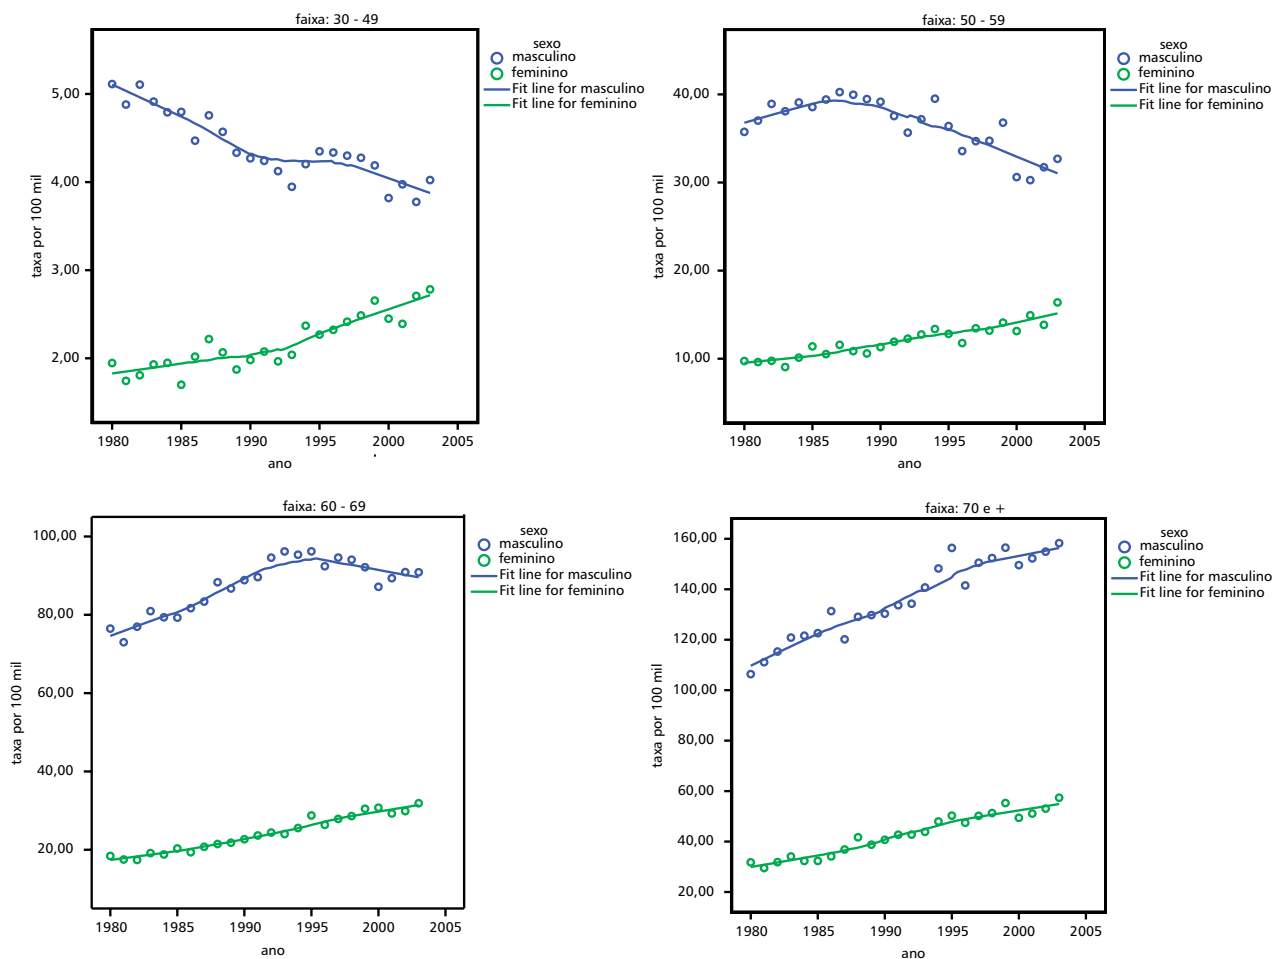 faixa: 30 - 49
sexo
masculino
feminino
Fit line for masculino
Fit line for feminino
5,00
4,00
3,00
2,00
taxa por 100 mil
1980 1985 1990 1995 2000 2005
ano
faixa: 50 - 59
sexo
masculino
feminino
Fit line for masculino
Fit line for feminino
40,00
30,00
20,00
10,00
taxa por 100 mil
1980 1985 1990 1995 2000 2005
ano
faixa: 60 - 69
sexo
masculino
feminino
Fit line for masculino
Fit line for feminino
100,00
80,00
60,00
40,00
20,00
taxa por 100 mil
1980 1985 1990 1995 2000 2005
ano
faixa: 70 e +
sexo
masculino
feminino
Fit line for masculino
Fit line for feminino
160,00
140,00
120,00
100,00
80,00
60,00
40,00
20,00
taxa por 100 mil
1980 1985 1990 1995 2000 2005
ano